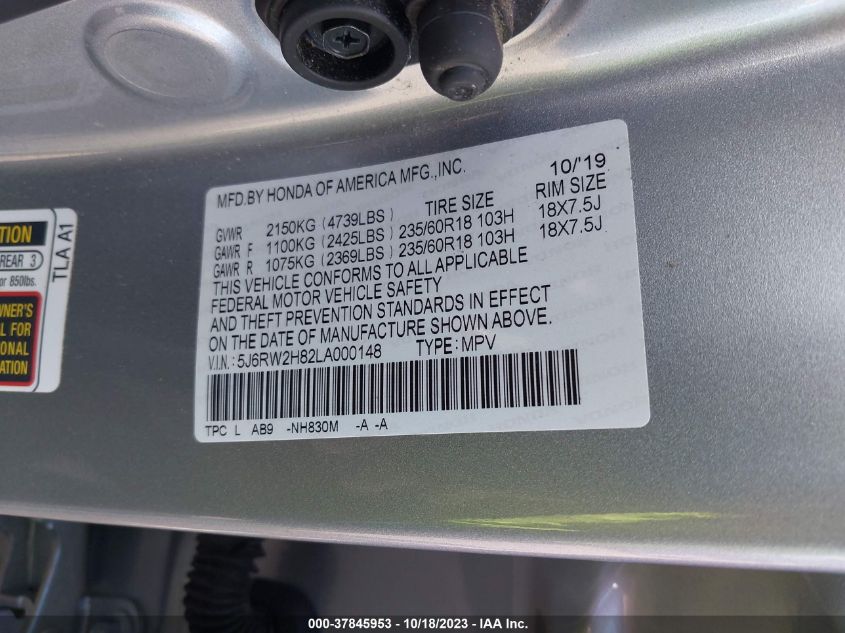 TION
REAR 3
or 850lbs.
WNER'S
L FOR
ONAL
ATION
TLA A1
MFD.BY HONDA OF AMERICA MFG.,INC. 10/'19
TIRE SIZE RIM SIZE
GVWR 2150KG (4739LBS)
GAWR F 1100KG (2425LBS) 235/60R18 103H 18X7.5J
GAWR R 1075KG (2369LBS) 235/60R18 103H 18X7.5J
THIS VEHICLE CONFORMS TO ALL APPLICABLE
FEDERAL MOTOR VEHICLE SAFETY
AND THEFT PREVENTION STANDARDS IN EFFECT
ON THE DATE OF MANUFACTURE SHOWN ABOVE.
V.I.N.: 5J6RW2H82LA000148 TYPE: MPV
TPC L AB9 -NH830M -A -A
000-37845953 - 10/18/2023 - IAA Inc.